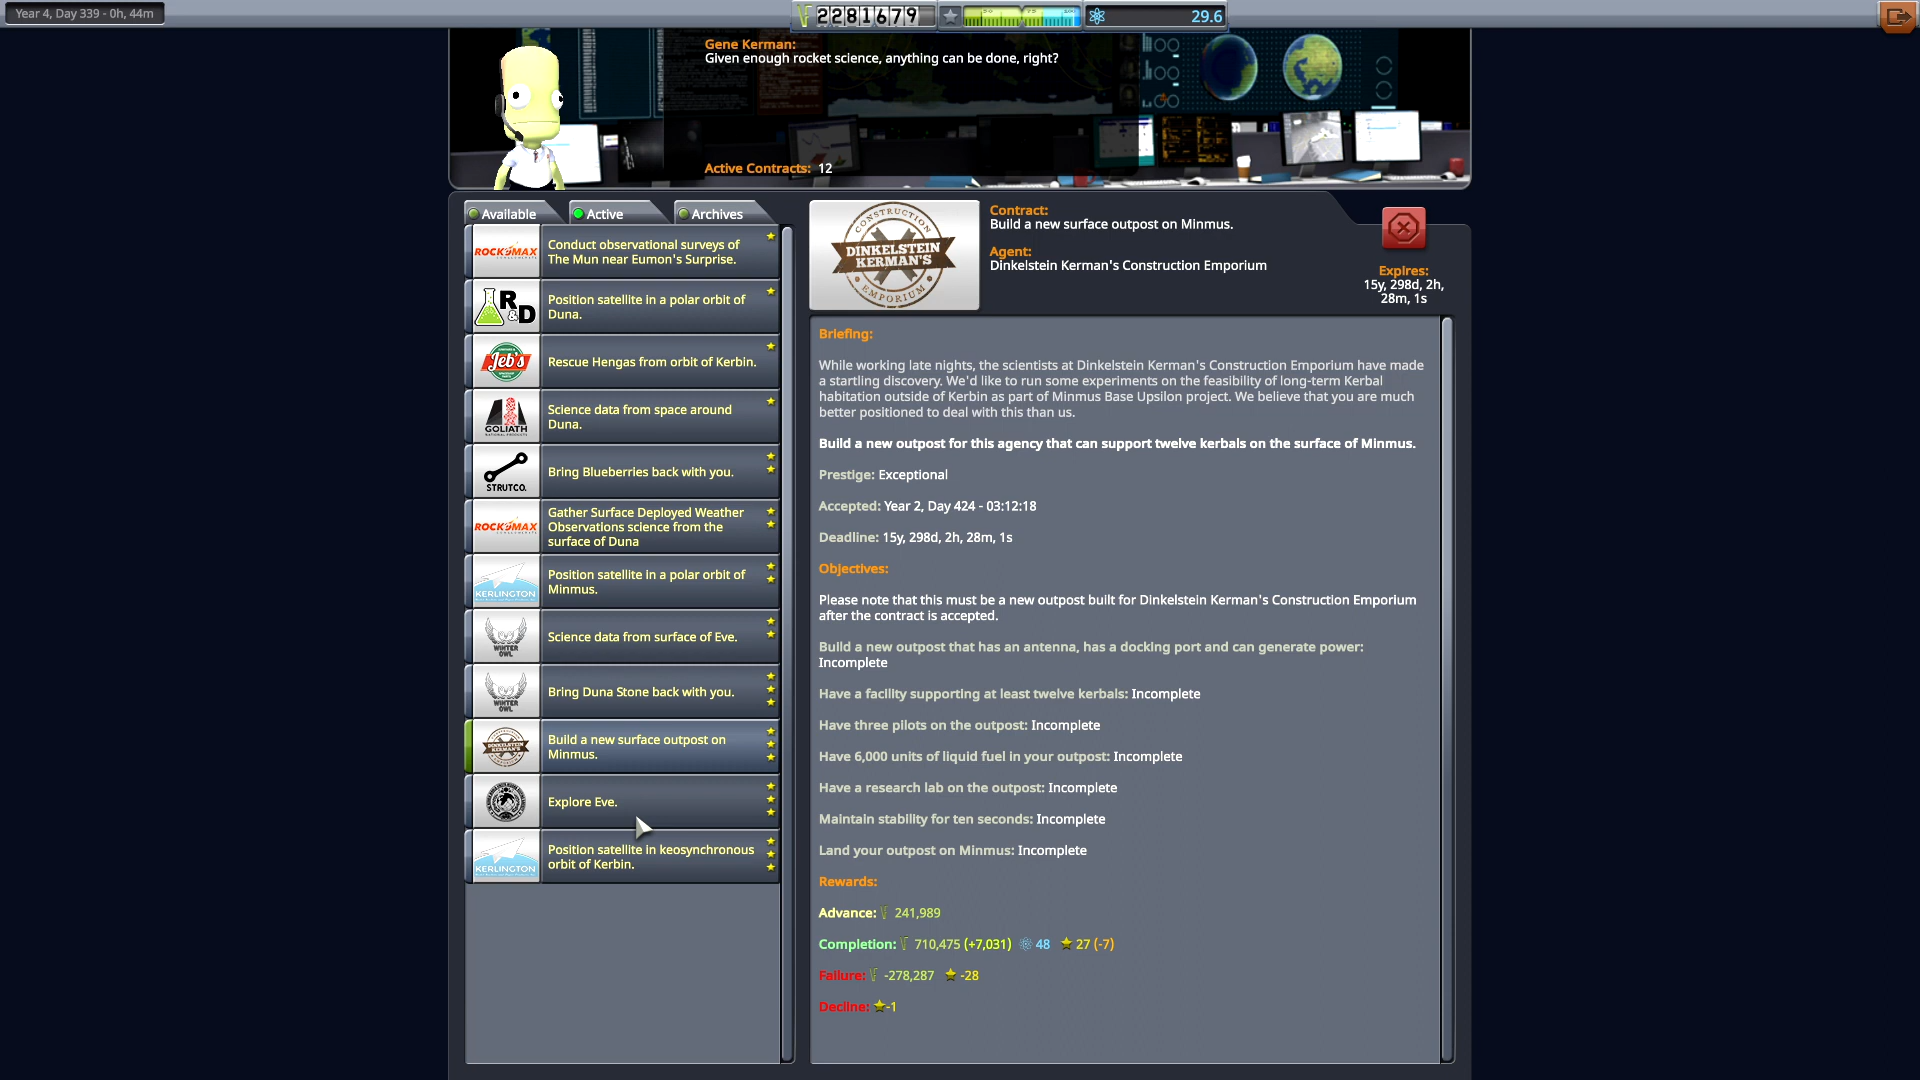 Year 4, Day 339 - 0h, 44m
2281679
29.6
Gene Kerman:
Given enough rocket science, anything can be done, right?
Active Contracts: 12
Available
Active
Archives
ROCKOMAX
Conduct observational surveys of
The Mun near Eumon's Surprise.
R&D
Position satellite in a polar orbit of
Duna.
Jeb's
Rescue Hengas from orbit of Kerbin.
GOLIATH
NATIONAL PRODUCTS
Science data from space around
Duna.
STRUTCO.
Bring Blueberries back with you.
ROCKOMAX
Gather Surface Deployed Weather
Observations science from the
surface of Duna
KERLINGTON
Position satellite in a polar orbit of
Minmus.
WINTER
OWL
Science data from surface of Eve.
WINTER
OWL
Bring Duna Stone back with you.
Build a new surface outpost on
Minmus.
Explore Eve.
KERLINGTON
Position satellite in keosynchronous
orbit of Kerbin.
CONSTRUCTION
DINKELSTEIN
KERMAN'S
EMPORIUM
Contract:
Build a new surface outpost on Minmus.
Agent:
Dinkelstein Kerman's Construction Emporium
Expires:
15y, 298d, 2h,
28m, 1s
Briefing:
While working late nights, the scientists at Dinkelstein Kerman's Construction Emporium have made
a startling discovery. We'd like to run some experiments on the feasibility of long-term Kerbal
habitation outside of Kerbin as part of Minmus Base Upsilon project. We believe that you are much
better positioned to deal with this than us.
Build a new outpost for this agency that can support twelve kerbals on the surface of Minmus.
Prestige: Exceptional
Accepted: Year 2, Day 424 - 03:12:18
Deadline: 15y, 298d, 2h, 28m, 1s
Objectives:
Please note that this must be a new outpost built for Dinkelstein Kerman's Construction Emporium
after the contract is accepted.
Build a new outpost that has an antenna, has a docking port and can generate power:
Incomplete
Have a facility supporting at least twelve kerbals: Incomplete
Have three pilots on the outpost: Incomplete
Have 6,000 units of liquid fuel in your outpost: Incomplete
Have a research lab on the outpost: Incomplete
Maintain stability for ten seconds: Incomplete
Land your outpost on Minmus: Incomplete
Rewards:
Advance: 241,989
Completion: 710,475 (+7,031) 48 27 (-7)
Failure: -278,287 -28
Decline: -1